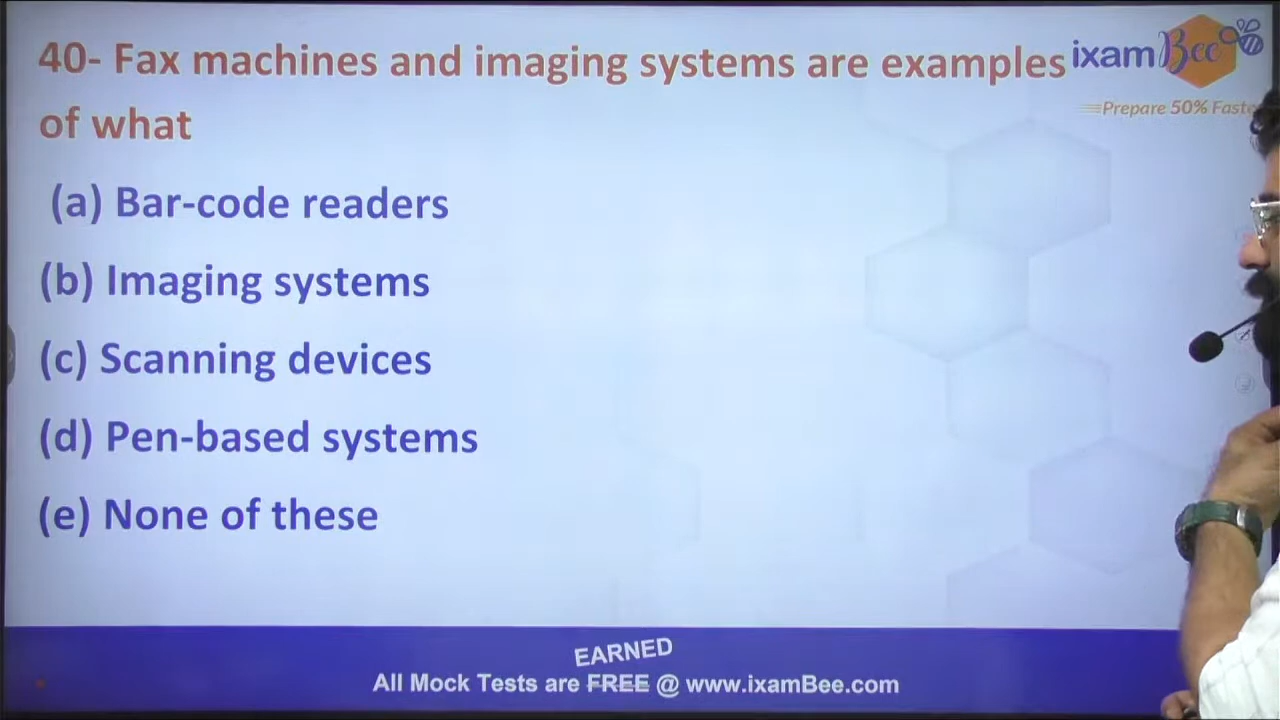 40- Fax machines and imaging systems are examples
of what
ixamBee
Prepare 50% Faste
(a) Bar-code readers
(b) Imaging systems
(c) Scanning devices
(d) Pen-based systems
(e) None of these
EARNED
All Mock Tests are FREE @ www.ixamBee.com